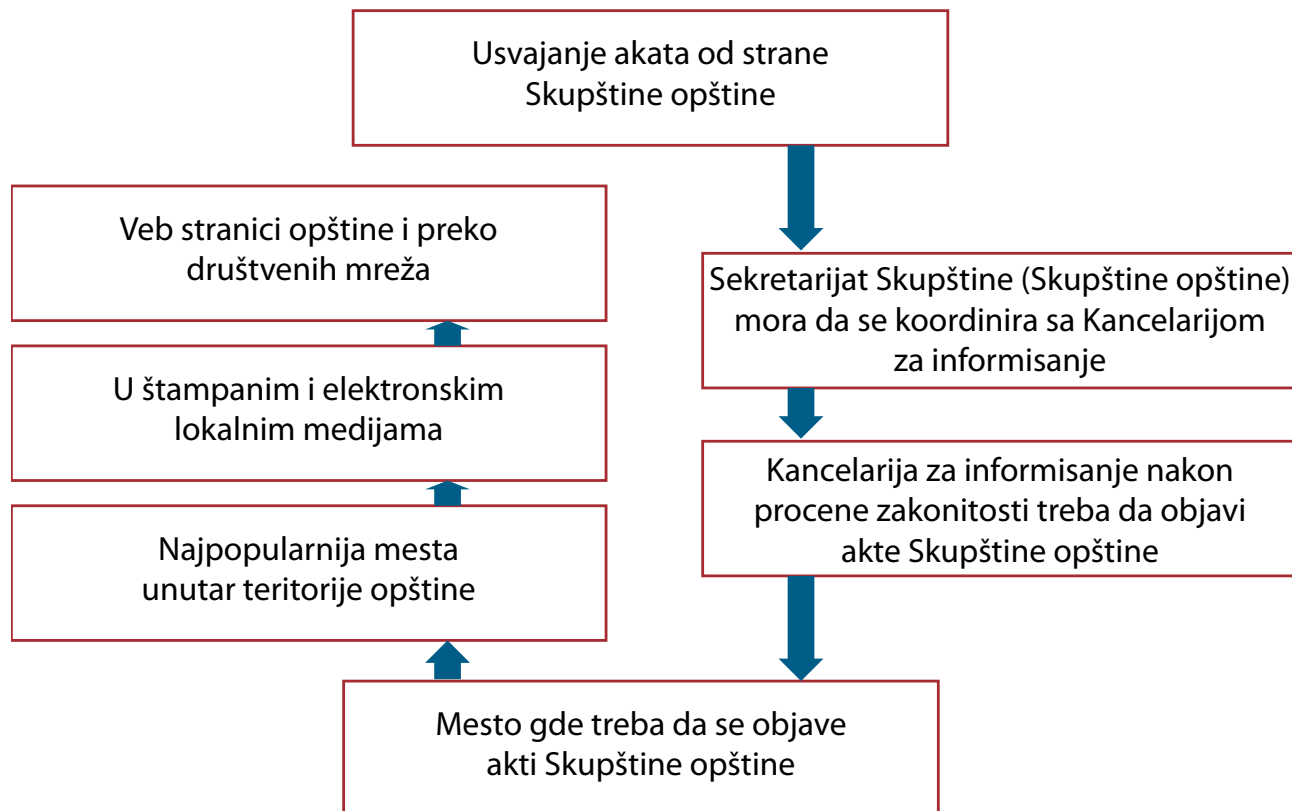 Usvajanje akata od strane
Skupštine opštine
Sekretarijat Skupštine (Skupštine opštine)
mora da se koordinira sa Kancelarijom
za informisanje
Kancelarija za informisanje nakon
procene zakonitosti treba da objavi
akte Skupštine opštine
Mesto gde treba da se objave
akti Skupštine opštine
Najpopularnija mesta
unutar teritorije opštine
U štampanim i elektronskim
lokalnim medijama
Veb stranici opštine i preko
društvenih mreža